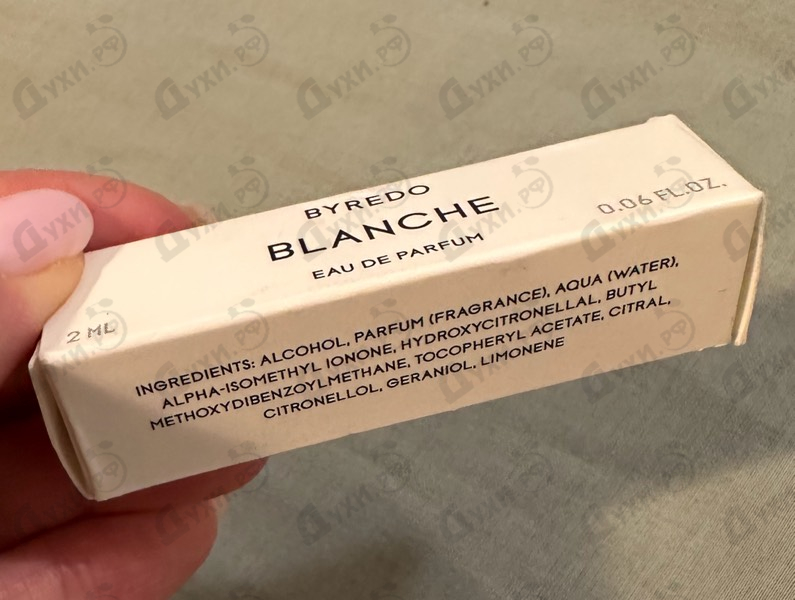 BYREDO
BLANCHE
EAU DE PARFUM
2 ML
0.06 FL.OZ.
INGREDIENTS: ALCOHOL, PARFUM (FRAGRANCE), AQUA (WATER),
ALPHA-ISOMETHYL IONONE, HYDROXYCITRONELLAL, BUTYL
METHOXYDIBENZOYLMETHANE, TOCOPHERYL ACETATE, CITRAL,
CITRONELLOL, GERANIOL, LIMONENE
Духи.рф